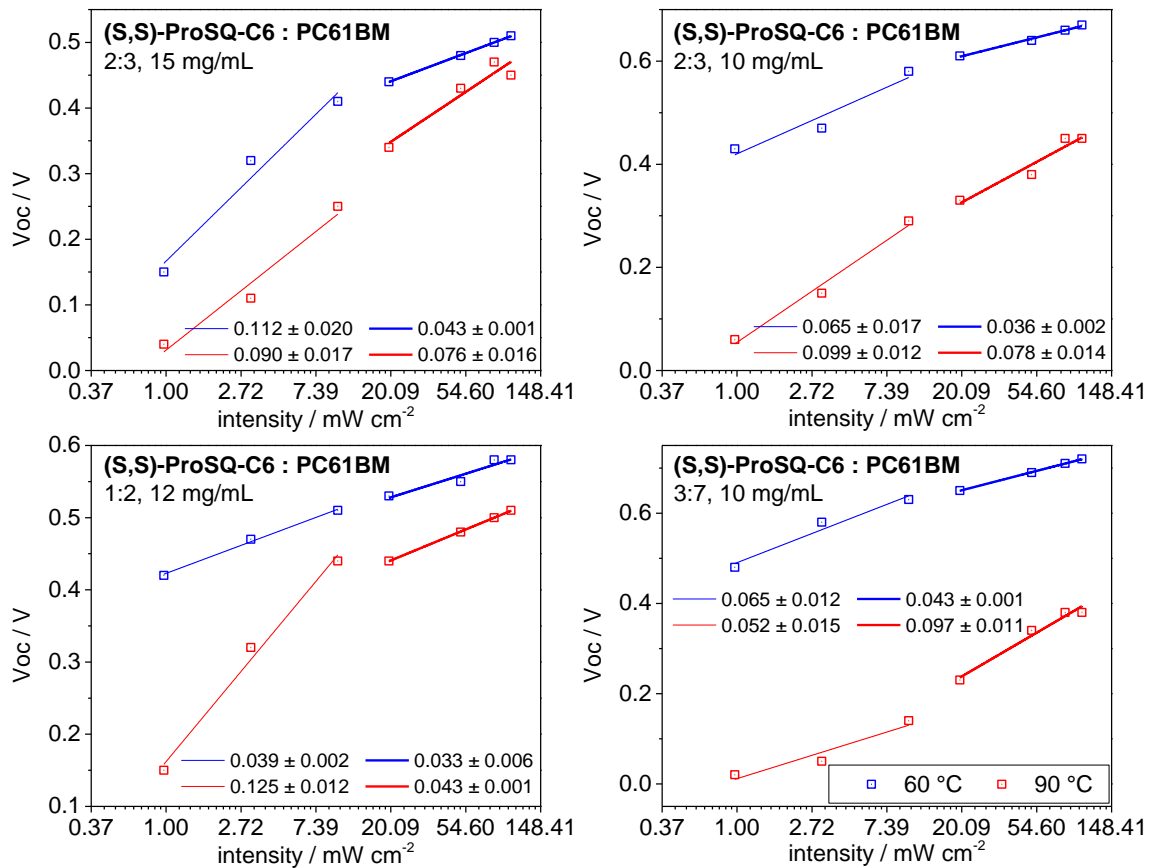 (S,S)-ProSQ-C6 : PC61BM
2:3, 15 mg/mL
0.5
0.4
0.3
0.2
0.1
0.0
Voc / V
0.112 ± 0.020 0.043 ± 0.001
0.090 ± 0.017 0.076 ± 0.016
0.37 1.00 2.72 7.39 20.09 54.60 148.41
intensity / mW cm-2
(S,S)-ProSQ-C6 : PC61BM
2:3, 10 mg/mL
0.6
0.4
0.2
0.0
Voc / V
0.065 ± 0.017 0.036 ± 0.002
0.099 ± 0.012 0.078 ± 0.014
0.37 1.00 2.72 7.39 20.09 54.60 148.41
intensity / mW cm-2
(S,S)-ProSQ-C6 : PC61BM
1:2, 12 mg/mL
0.6
0.5
0.4
0.3
0.2
0.1
Voc / V
0.039 ± 0.002 0.033 ± 0.006
0.125 ± 0.012 0.043 ± 0.001
0.37 1.00 2.72 7.39 20.09 54.60 148.41
intensity / mW cm-2
(S,S)-ProSQ-C6 : PC61BM
3:7, 10 mg/mL
0.6
0.4
0.2
0.0
Voc / V
0.065 ± 0.012 0.043 ± 0.001
0.052 ± 0.015 0.097 ± 0.011
60 °C 90 °C
0.37 1.00 2.72 7.39 20.09 54.60 148.41
intensity / mW cm-2